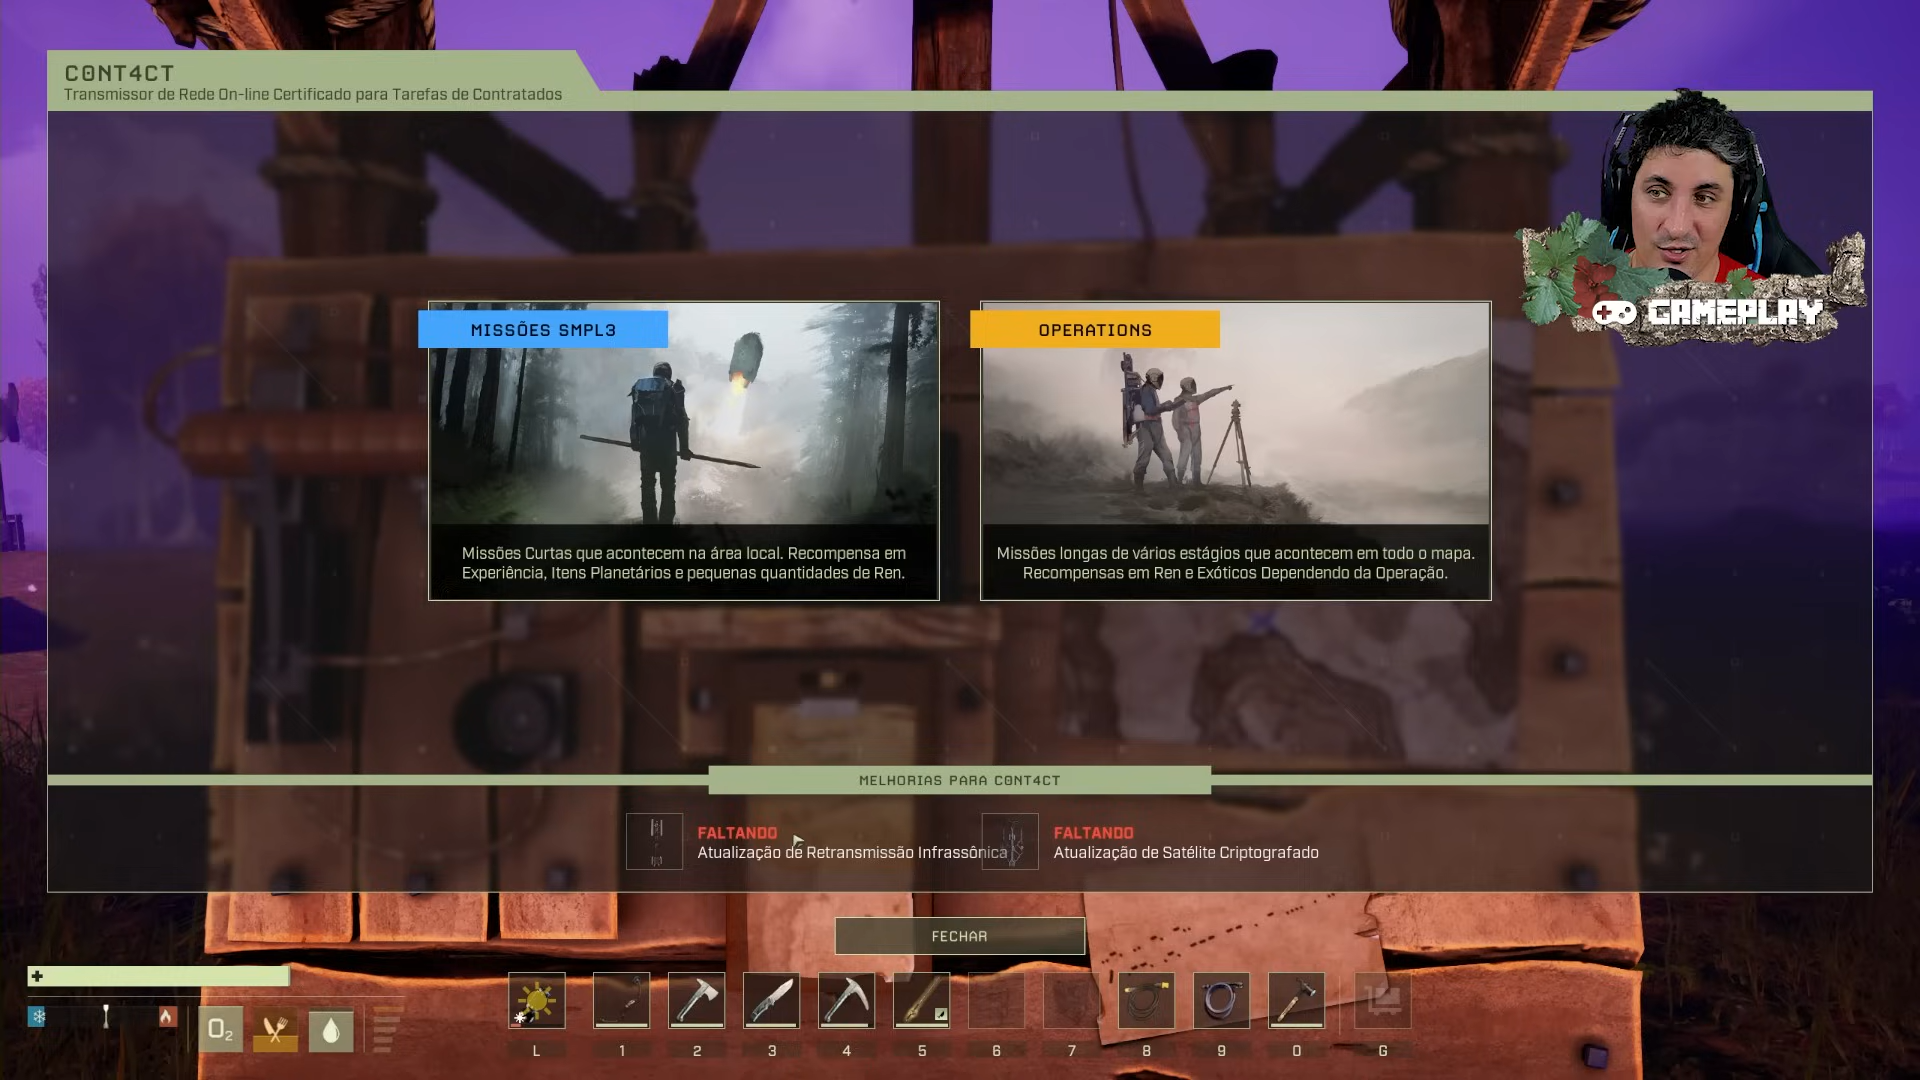 C0NT4CT
Transmissor de Rede On-line Certificado para Tarefas de Contratados
MISSÕES SMPL3
OPERATIONS
Missões Curtas que acontecem na área local. Recompensa em
Experiência, Itens Planetários e pequenas quantidades de Ren.
Missões longas de vários estágios que acontecem em todo o mapa.
Recompensas em Ren e Exóticos Dependendo da Operação.
GAMEPLAY
MELHORIAS PARA C0NT4CT
FALTANDO
Atualização de Retransmissão Infrassônica
FALTANDO
Atualização de Satélite Criptografado
FECHAR
O₂
L 1 2 3 4 5 6 7 8 9 0 G